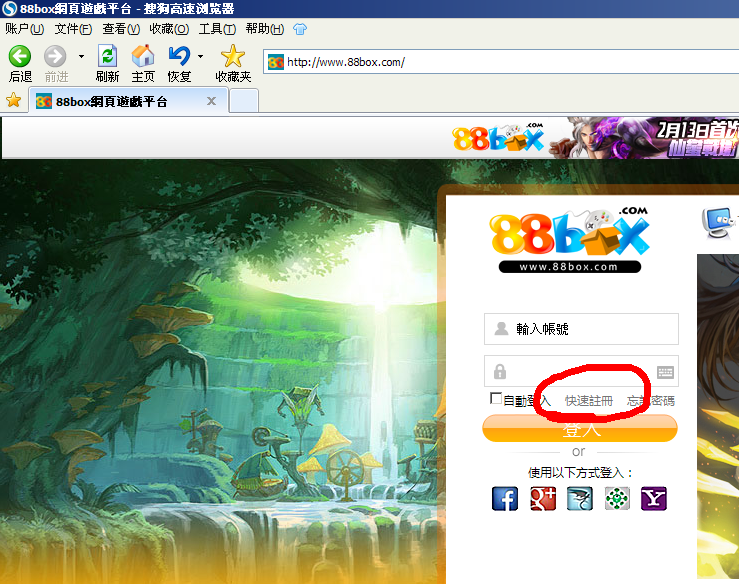 88box網頁遊戲平台 - 搜狗高速浏览器
账户(U) 文件(F) 查看(V) 收藏(O) 工具(T) 帮助(H)
后退 前进 刷新 主页 恢复 收藏夹
http://www.88box.com/
88box網頁遊戲平台 x
88box.COM
2月13日首次
88box.COM
www.88box.com
輸入帳號
自動登入 快速註冊 忘記密碼
登入
or
使用以下方式登入：
f g+ Y